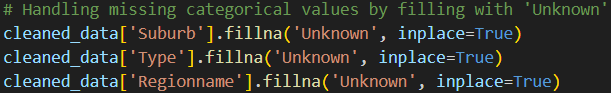 # Handling missing categorical values by filling with 'Unknown'
cleaned_data['Suburb'].fillna('Unknown', inplace=True)
cleaned_data['Type'].fillna('Unknown', inplace=True)
cleaned_data['Regionname'].fillna('Unknown', inplace=True)